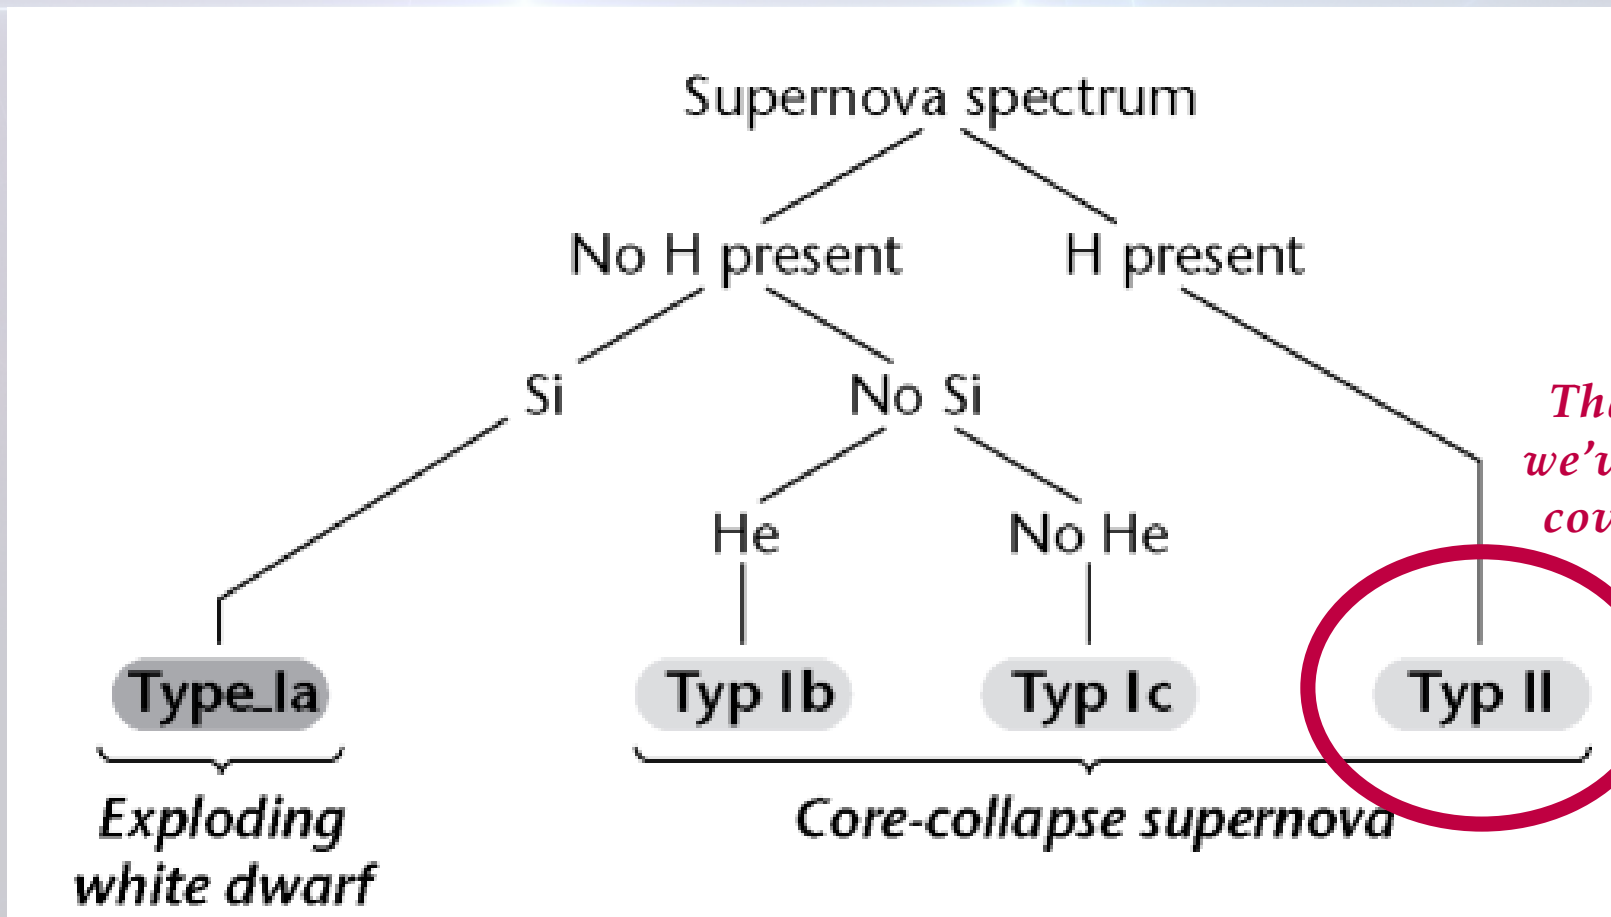 Supernova spectrum
No H present
H present
Si
No Si
He
No He
Type_Ia
Typ Ib
Typ Ic
Typ II
Exploding
white dwarf
Core-collapse supernova